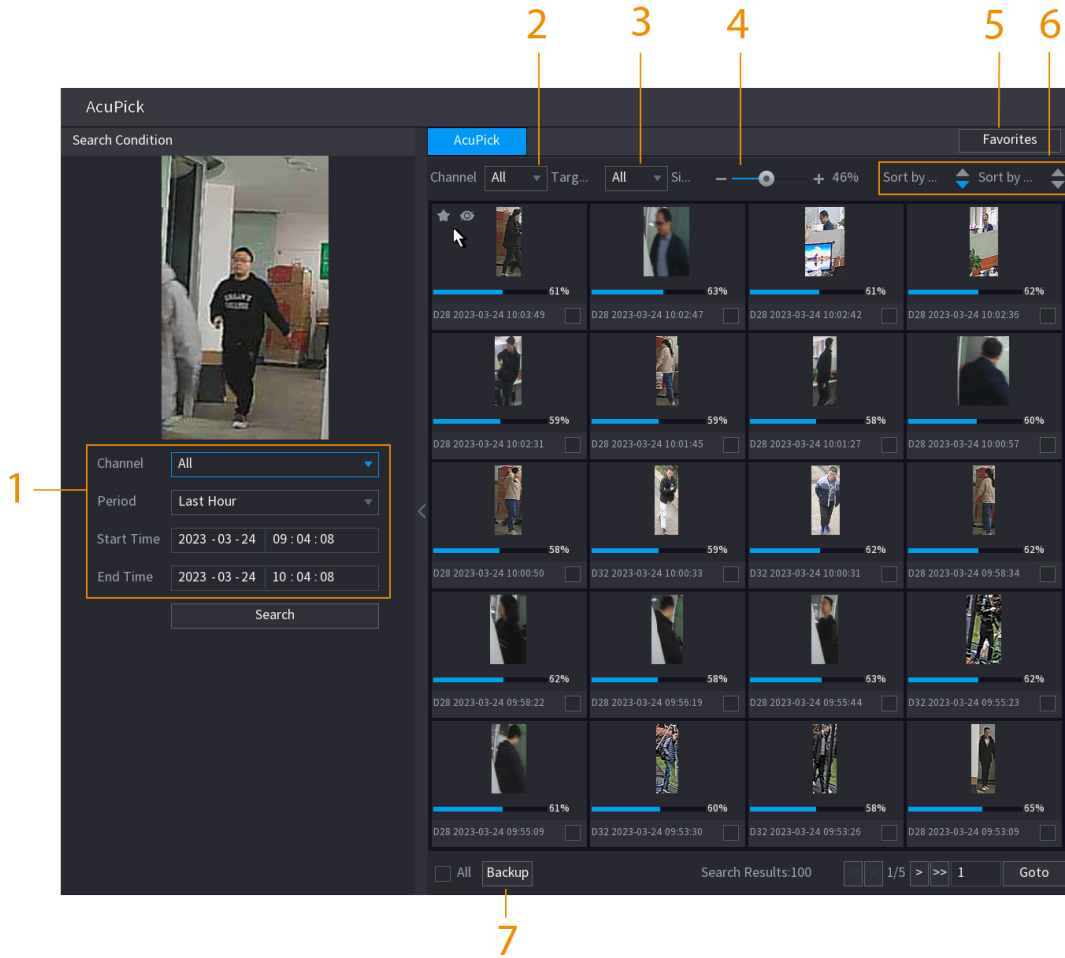 2 3 4 5 6
AcuPick
Search Condition
AcuPick
Favorites
Channel All Targ... All Si... 46% Sort by ... Sort by ...
61% 63% 61% 62%
D28 2023-03-24 10:03:49 D28 2023-03-24 10:02:47 D28 2023-03-24 10:02:42 D28 2023-03-24 10:02:36
59% 59% 58% 60%
D28 2023-03-24 10:02:31 D28 2023-03-24 10:01:45 D28 2023-03-24 10:01:27 D28 2023-03-24 10:00:57
58% 59% 62% 62%
D28 2023-03-24 10:00:50 D32 2023-03-24 10:00:33 D32 2023-03-24 10:00:31 D28 2023-03-24 09:58:34
62% 58% 63% 62%
D28 2023-03-24 09:58:22 D28 2023-03-24 09:56:19 D28 2023-03-24 09:55:44 D32 2023-03-24 09:55:23
61% 60% 58% 65%
D28 2023-03-24 09:55:09 D32 2023-03-24 09:53:30 D32 2023-03-24 09:53:26 D28 2023-03-24 09:53:09
1
Channel All
Period Last Hour
Start Time 2023 - 03 - 24 09 : 04 : 08
End Time 2023 - 03 - 24 10 : 04 : 08
Search
All Backup Search Results:100 << < 1/5 > >> 1 Goto
7